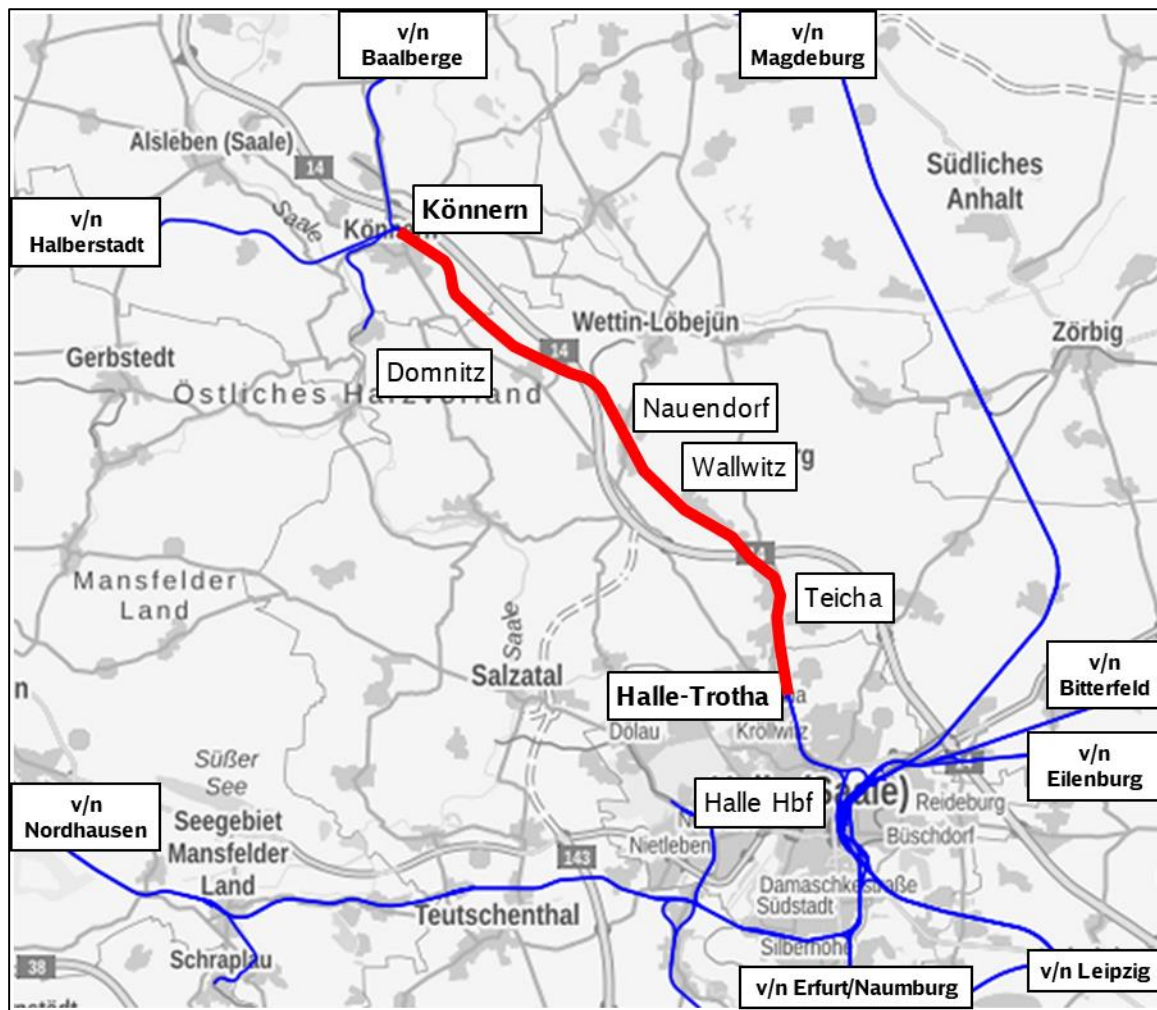 v/n
Baalberge
v/n
Magdeburg
Alsleben (Saale)
14
Südliches
Anhalt
v/n
Halberstadt
Saale
Könnern
Wettin-Löbejün
Zörbig
Gerbstedt
14
Domnitz
Östliches Harzvorland
Nauendorf
Wallwitz
Mansfelder
Land
Teicha
Saale
Salzatal
Halle-Trotha
v/n
Bitterfeld
Dölau
Kröllwitz
Süßer
See
v/n
Eilenburg
Halle Hbf
Reideburg
v/n
Nordhausen
Seegebiet
Mansfelder
Land
Nietleben
Büschdorf
143
Damaschkestraße
Südstadt
Teutschenthal
Silberhöhe
38
Schraplau
v/n Erfurt/Naumburg
v/n Leipzig